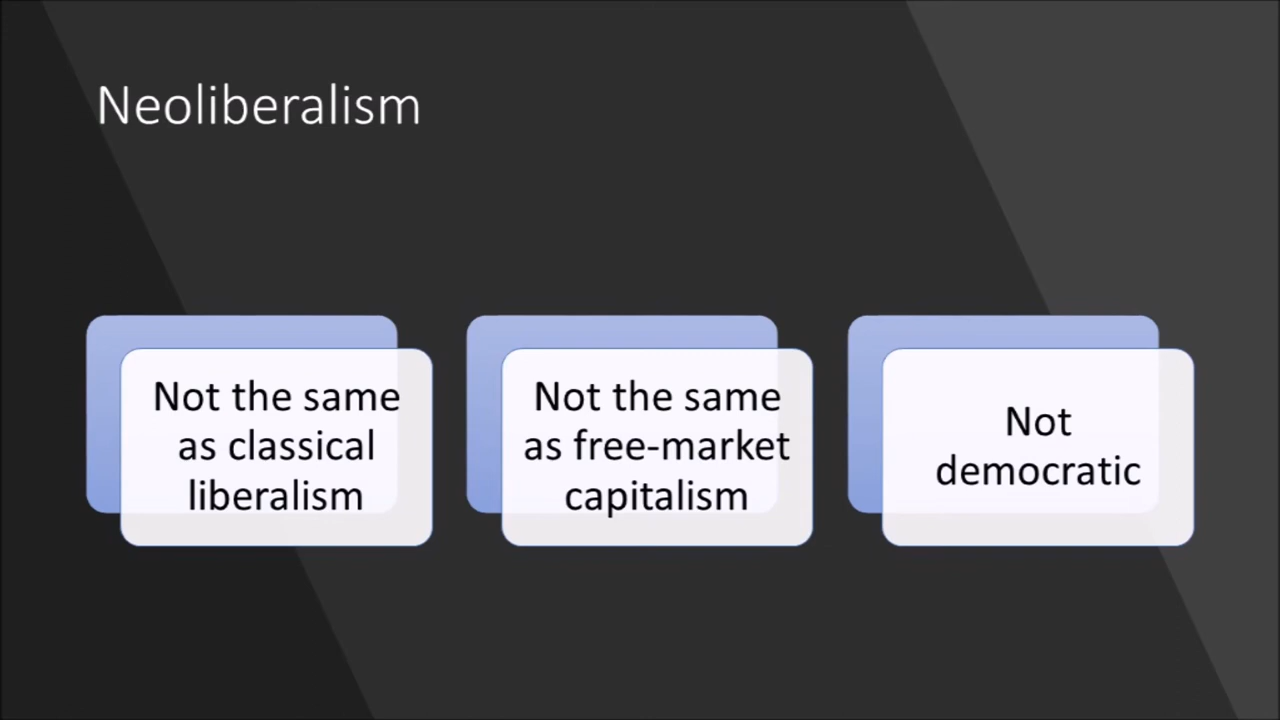 Neoliberalism
Not the same
as classical
liberalism
Not the same
as free-market
capitalism
Not
democratic